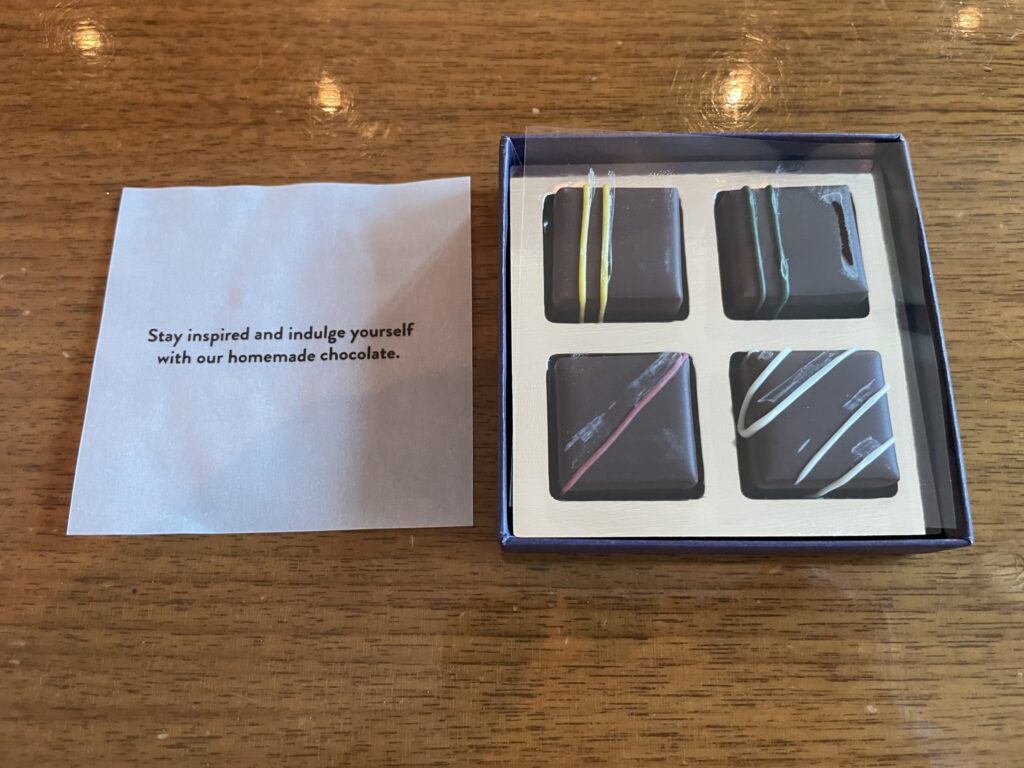 Stay inspired and indulge yourself
with our homemade chocolate.